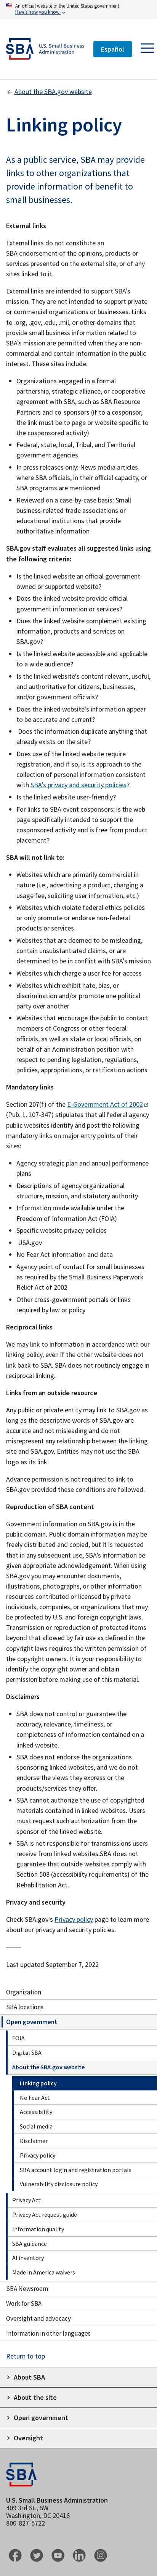 An official website of the United States government
Here's how you know
SBA
U.S. Small Business
Administration
Español
About the SBA.gov website
Linking policy
As a public service, SBA may provide
links to other organizations that
provide information of benefit to
small businesses.
External links
External links do not constitute an
SBA endorsement of the opinions, products or services
presented on the external site, or of any sites linked to it.
External links are intended to support SBA's
mission. They are not intended to support private use
or commercial organizations or businesses. Links
to .org, .gov, .edu, .mil, or other domains that
provide small business information related to
SBA's mission are permitted when they are non-
commercial and contain information in the public
interest. These sites include:
Organizations engaged in a formal
partnership, strategic alliance, or cooperative
agreement with SBA, such as SBA Resource
Partners and co-sponsors (if to a cosponsor,
the link must be to a page or website specific to
the cosponsored activity)
Federal, state, local, Tribal, and Territorial
government agencies
In press releases only: News media articles
where SBA officials, in their official capacity, or
SBA programs are mentioned
Reviewed on a case-by-case basis: Small
business-related trade associations or
educational institutions that support SBA's
mission.
SBA.gov staff evaluates all suggested links using
the following criteria:
Is the linked website an official government-
owned or supported website?
Does the linked website provide official
government information or services?
Does the linked website complement existing
information, products and services on
SBA.gov?
Is the linked website accessible and applicable
to a wide audience?
Is the linked website's content relevant, useful,
and authoritative for citizens, businesses,
and/or government officials?
Does the linked website's information appear
to be accurate and current?
Does the information duplicate anything that
already exists on the site?
Does use of the linked website require
registration, and if so, is its approach to the
collection of personal information consistent
with SBA's privacy and security policies?
Is the linked website user-friendly?
For links to SBA event cosponsors: is the web
page specifically related to the cosponsored
activity and is it free from product
placement?
SBA will not link to:
Websites which are primarily commercial in
nature (i.e., advertising a product, charging a
usage fee, soliciting user information, etc.)
Websites which violate federal ethics policies
or only promote or endorse non-federal
products or services
Websites that are deemed to be misleading,
contain unsubstantiated claims, or are
determined to be in conflict with SBA's mission
Websites which charge a user fee for access
Websites which exhibit hate, bias, or
discrimination and/or otherwise promote one
political party over another
Websites that encourage the public to contact
members of Congress or other federal
officials, as well as state or local officials, on
behalf of an Administration position with
respect to pending legislation, regulations,
policies, appropriations, or ratification actions
Mandatory links
Section 207(f) of the E-Government Act of 2002
(Pub. L. 107-347) stipulates that all federal agency
public websites identify and post the following
mandatory links on major entry points of their
sites:
Agency strategic plan and annual performance
plans
Descriptions of agency organizational
structure, mission, and statutory authority
Information made available under the
Freedom of Information Act (FOIA)
Specific website privacy policies
USA.gov
No Fear Act information and data
Agency point of contact for small businesses
as required by the Small Business Paperwork
Relief Act of 2002
Other cross-government portals or links
required by law or policy
Reciprocal links
We may link to information in accordance with our
linking policy, even if the owner of the other website does
not link back to SBA. SBA does not routinely engage
in reciprocal linking.
Links from an outside resource
Any public or private entity may link to SBA.gov as
long as the descriptive words of SBA.gov are
accurate and do not mislead or
misrepresent the relationship between the linking
site and SBA.gov. Entities may not use the SBA
logo as its link.
Advance permission is not required to link to
SBA.gov provided these conditions are followed.
Reproduction of SBA content
Government information on SBA.gov is in the
public domain. Public domain information may be
freely distributed and copied, but it is requested
that in any subsequent use, SBA's information be
given appropriate acknowledgement. When using
SBA.gov you may encounter documents,
illustrations, photographs, or other information
resources contributed or licensed by private
individuals, companies, or organizations that may
be protected by U.S. and foreign copyright laws.
Transmission or reproduction of protected items
beyond that allowed by fair use as defined in the
copyright laws requires the written permission of
the copyright owners. It is your responsibility to
get permission from copyright owners before
making use of this material.
Disclaimers
SBA does not control or guarantee the
accuracy, relevance, timeliness, or
completeness of information contained on a
linked website.
SBA does not endorse the organizations
sponsoring linked websites, and we do not
endorse the views they express or the
products/services they offer.
SBA cannot authorize the use of copyrighted
materials contained in linked websites. Users
must request such authorization from the
sponsor of the linked website.
SBA is not responsible for transmissions users
receive from linked websites.SBA does not
guarantee that outside websites comply with
Section 508 (accessibility requirements) of the
Rehabilitation Act.
Privacy and security
Check SBA.gov's Privacy policy page to learn more
about our privacy and security policies.
Last updated September 7, 2022
Organization
SBA locations
Open government
FOIA
Digital SBA
About the SBA.gov website
Linking policy
No Fear Act
Accessibility
Social media
Disclaimer
Privacy policy
SBA account login and registration portals
Vulnerability disclosure policy
Privacy Act
Privacy Act request guide
Information quality
SBA guidance
AI inventory
Made in America waivers
SBA Newsroom
Work for SBA
Oversight and advocacy
Information in other languages
Return to top
About SBA
About the site
Open government
Oversight
SBA
U.S. Small Business Administration
409 3rd St., SW
Washington, DC 20416
800-827-5722